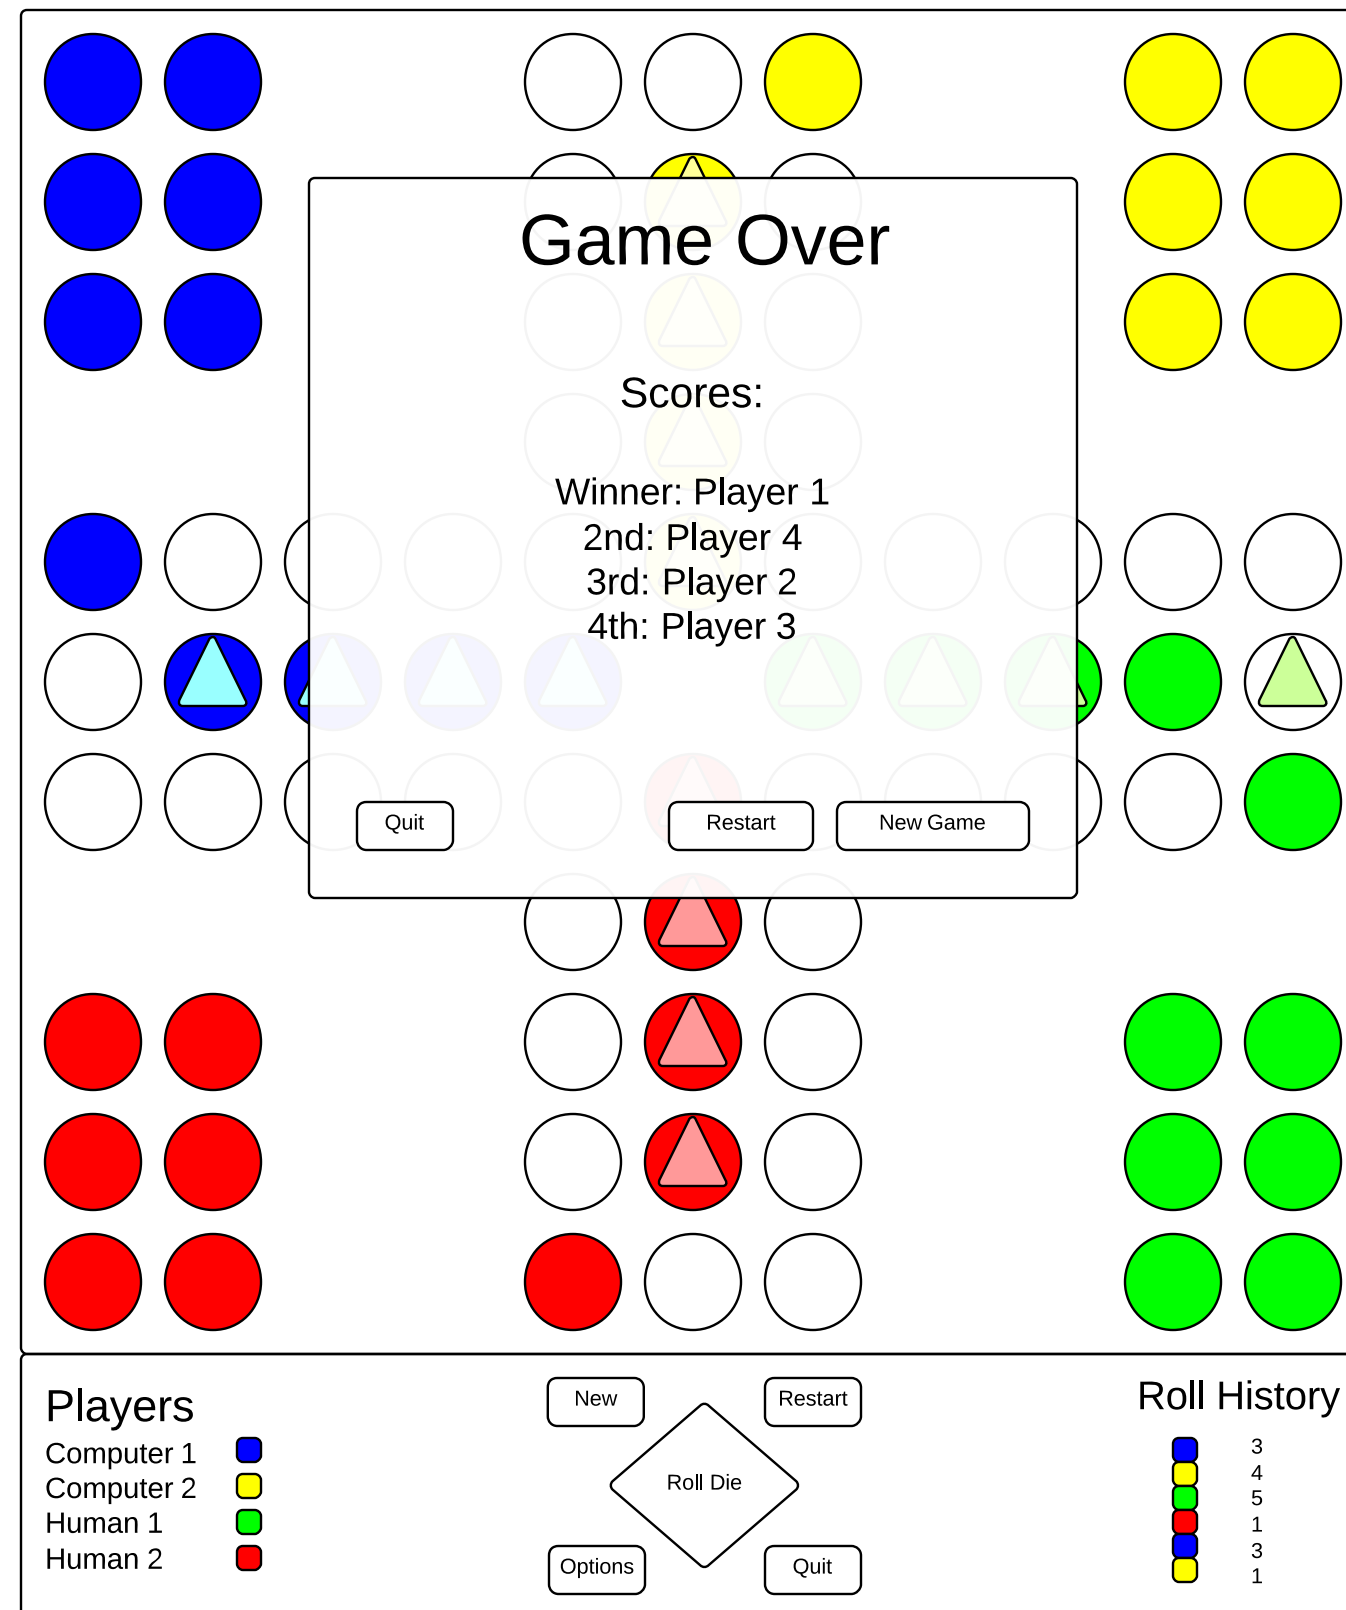 Game Over
Scores:
Winner: Player 1
2nd: Player 4
3rd: Player 2
4th: Player 3
Quit
Restart
New Game
Players
Computer 1
Computer 2
Human 1
Human 2
New
Restart
Roll Die
Options
Quit
Roll History
3
4
5
1
3
1